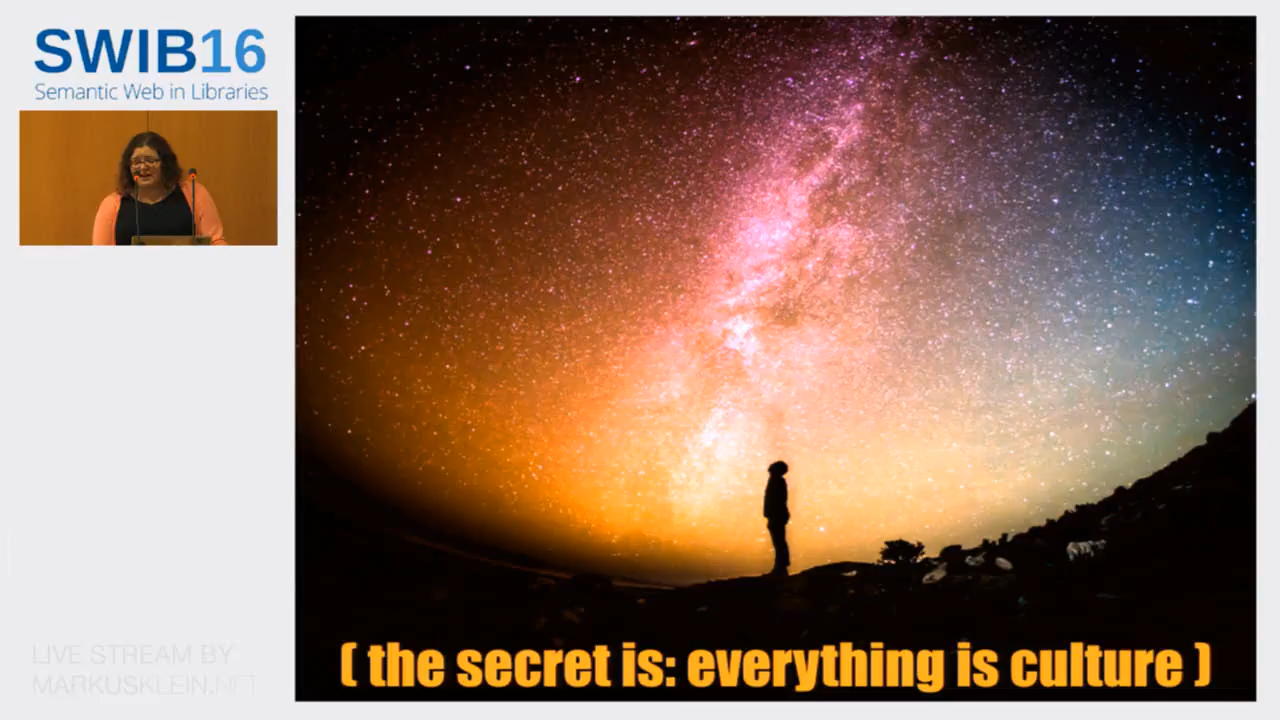 SWIB16
Semantic Web in Libraries
LIVE STREAM BY
MARKUSKLEIN.NET
( the secret is: everything is culture )